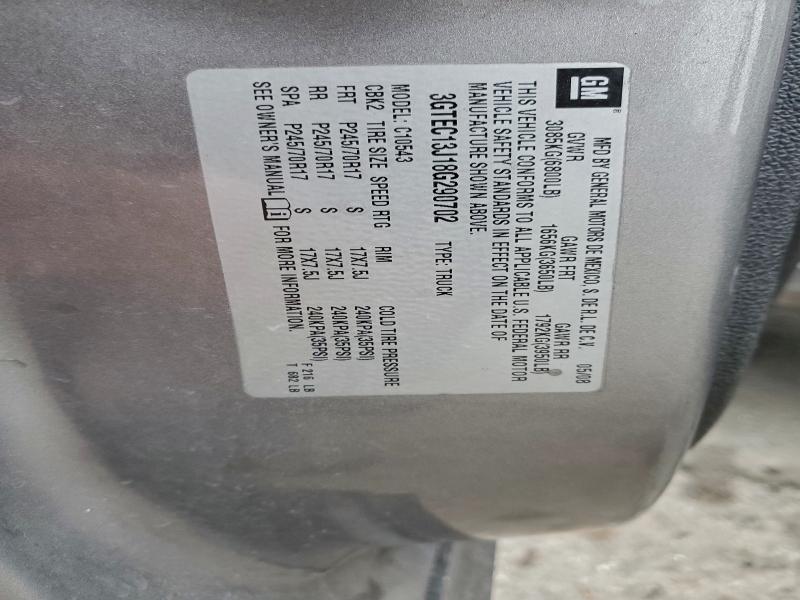 GM ®
MFD BY GENERAL MOTORS DE MEXICO, S. DE R.L. DE C.V. 05/08
GVWR GAWR FRT GAWR RR
3085KG(6800LB) 1656KG(3650LB) 1792KG(3950LB)
THIS VEHICLE CONFORMS TO ALL APPLICABLE U.S. FEDERAL MOTOR
VEHICLE SAFETY STANDARDS IN EFFECT ON THE DATE OF
MANUFACTURE SHOWN ABOVE.
3GTEC13J18G290702 TYPE: TRUCK
MODEL: C10543
CBK2 TIRE SIZE SPEED RTG RIM COLD TIRE PRESSURE
FRT P245/70R17 S 17X7.5J 240KPA(35PSI)
RR P245/70R17 S 17X7.5J 240KPA(35PSI)
SPA P245/70R17 S 17X7.5J 240KPA(35PSI)
SEE OWNER'S MANUAL FOR MORE INFORMATION.
F 216 LB
T 682 LB